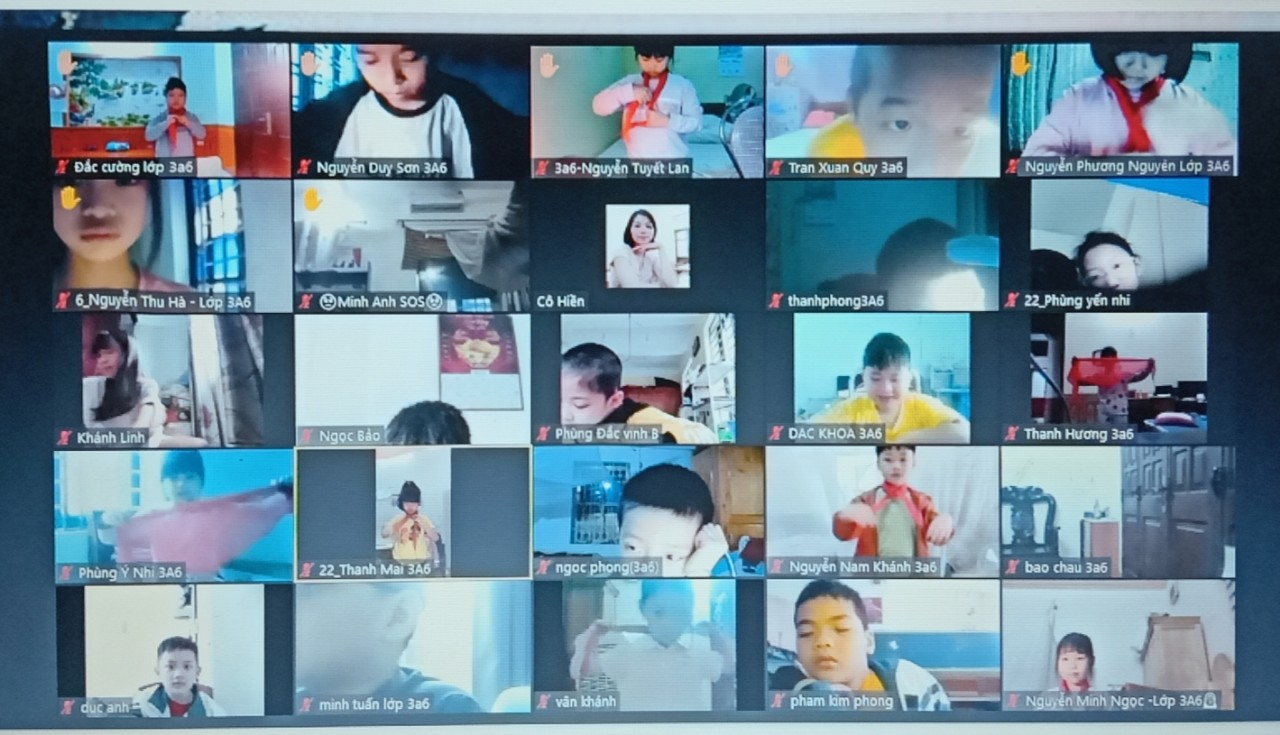 Đắc cường lớp 3a6
Nguyễn Duy Sơn 3A6
3a6-Nguyễn Tuyết Lan
Tran Xuan Quy 3a6
Nguyễn Phương Nguyên Lớp 3A6
6_Nguyễn Thu Hà - Lớp 3A6
🥺Minh Anh SOS🥺
Cô Hiền
thanhphong3A6
22_Phùng yến nhi
Khánh Linh
Ngọc Bảo
Phùng Đắc vinh B
DAC KHOA 3A6
Thanh Hương 3a6
Phùng Ý Nhi 3A6
22_Thanh Mai 3A6
ngoc phong(3a6)
Nguyễn Nam Khánh 3a6
bao chau 3a6
duc anh
minh tuấn lớp 3a6
văn khánh
pham kim phong
Nguyễn Minh Ngọc -Lớp 3A6